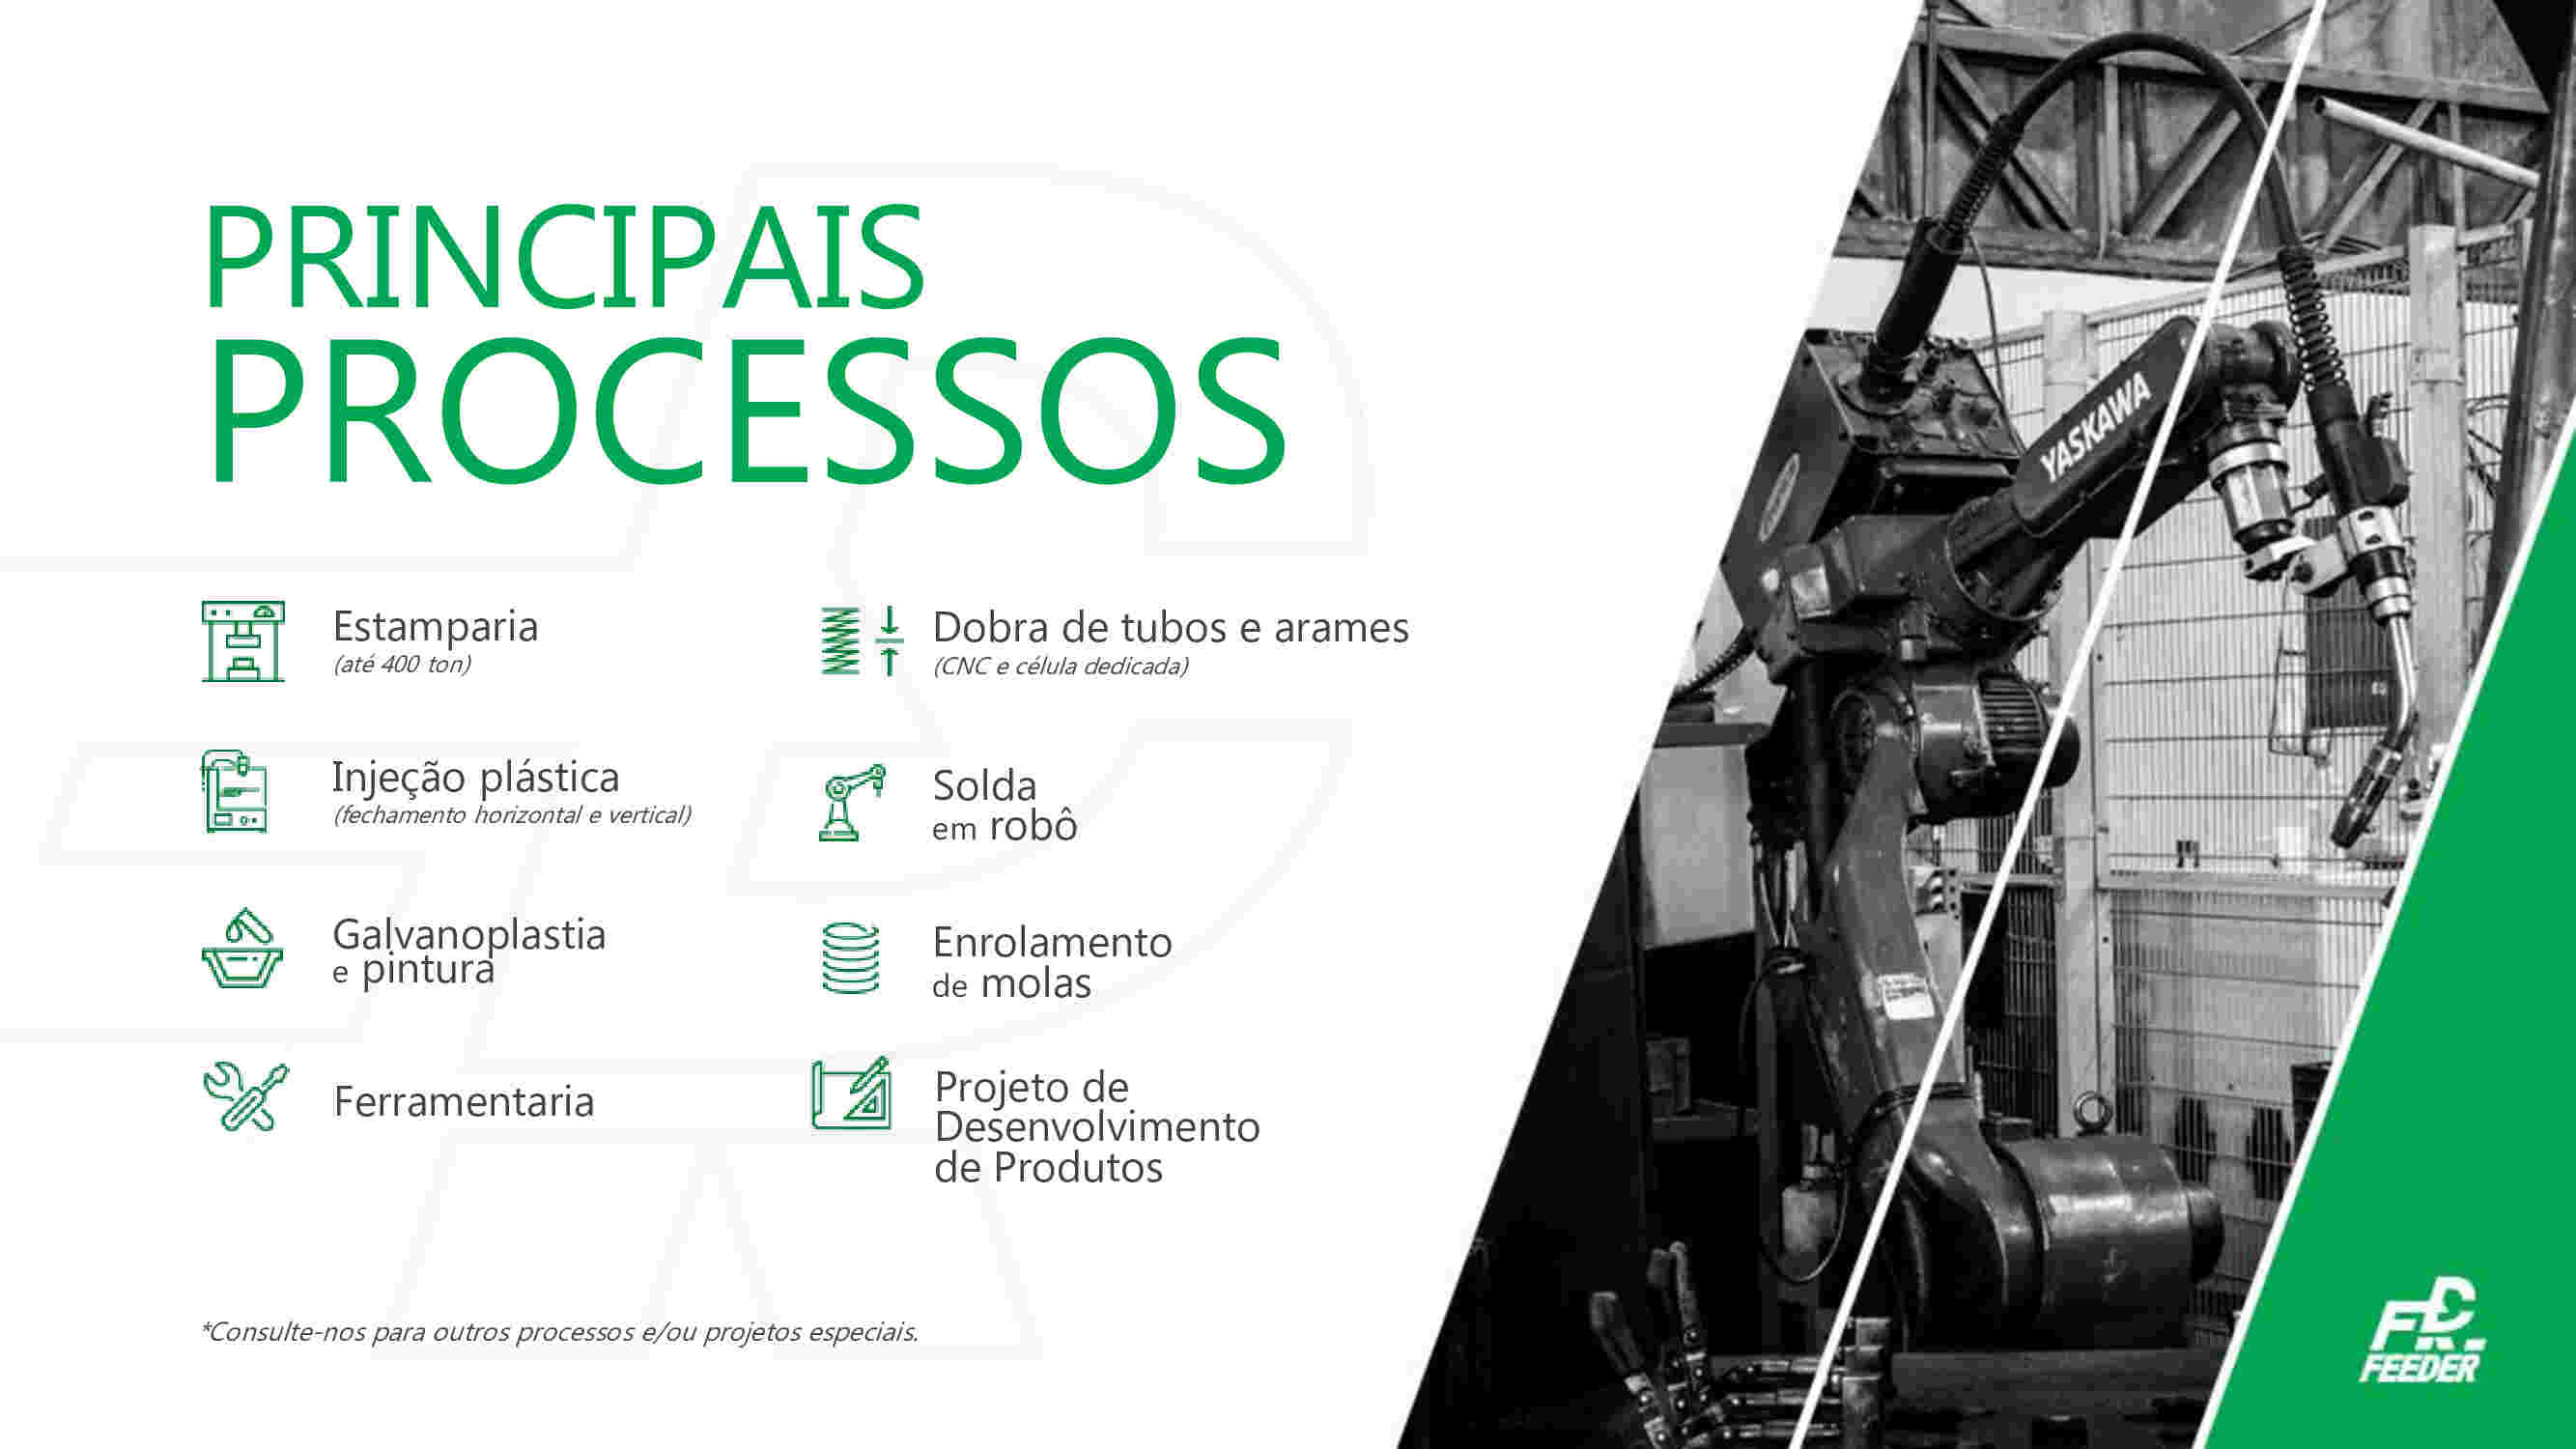 PRINCIPAIS
PROCESSOS
Estamparia
(até 400 ton)
Injeção plástica
(fechamento horizontal e vertical)
Galvanoplastia
e pintura
Ferramentaria
Dobra de tubos e arames
(CNC e célula dedicada)
Solda
em robô
Enrolamento
de molas
Projeto de
Desenvolvimento
de Produtos
*Consulte-nos para outros processos e/ou projetos especiais.
YASKAWA
FEEDER